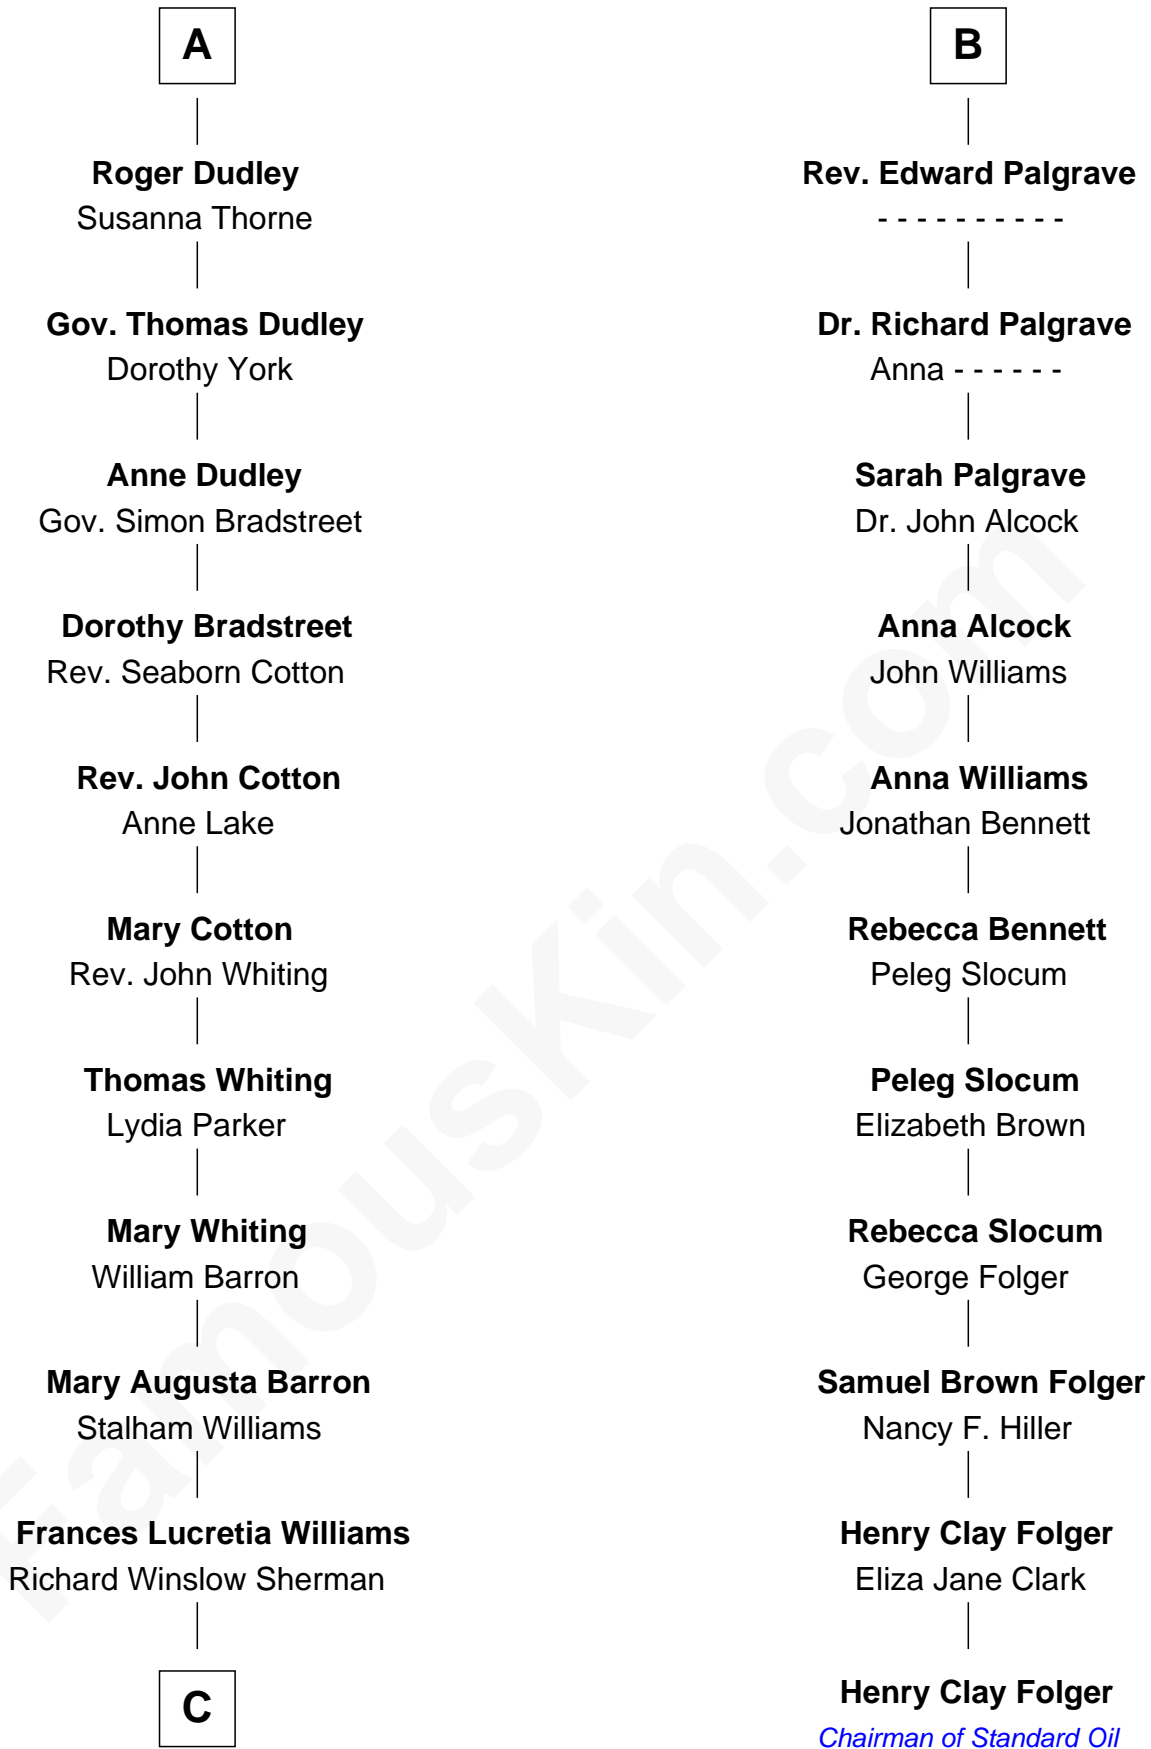 A
Roger Dudley
Susanna Thorne
Gov. Thomas Dudley
Dorothy York
Anne Dudley
Gov. Simon Bradstreet
Dorothy Bradstreet
Rev. Seaborn Cotton
Rev. John Cotton
Anne Lake
Mary Cotton
Rev. John Whiting
Thomas Whiting
Lydia Parker
Mary Whiting
William Barron
Mary Augusta Barron
Stalham Williams
Frances Lucretia Williams
Richard Winslow Sherman
C
B
Rev. Edward Palgrave
- - - - - - - - - -
Dr. Richard Palgrave
Anna - - - - - -
Sarah Palgrave
Dr. John Alcock
Anna Alcock
John Williams
Anna Williams
Jonathan Bennett
Rebecca Bennett
Peleg Slocum
Peleg Slocum
Elizabeth Brown
Rebecca Slocum
George Folger
Samuel Brown Folger
Nancy F. Hiller
Henry Clay Folger
Eliza Jane Clark
Henry Clay Folger
Chairman of Standard Oil
FamousKin.com